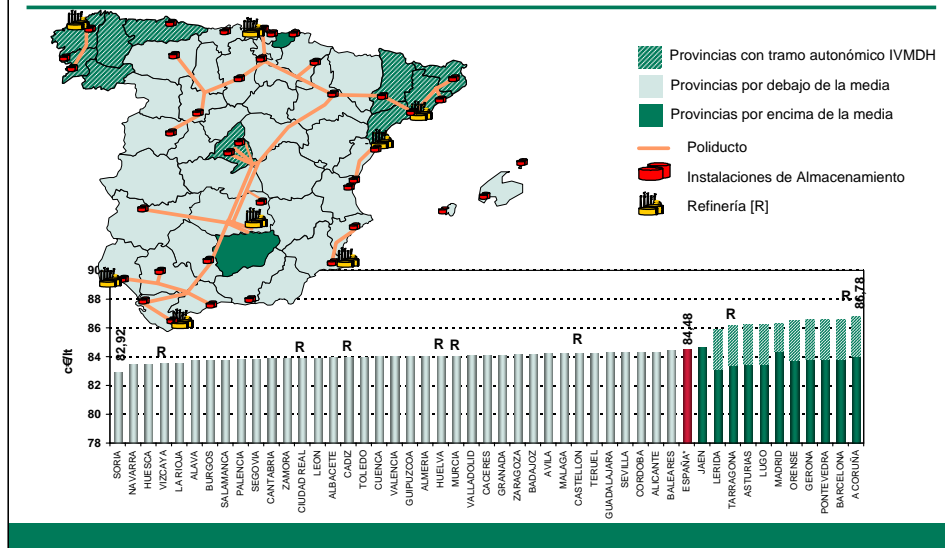 Provincias con tramo autonómico IVMDH
Provincias por debajo de la media
Provincias por encima de la media
Poliducto
Instalaciones de Almacenamiento
Refinería [R]
c€/lt
90
88
86
84
82
80
78
82,92
84,48
86,78
R
R
R
R
R
R
R
R
SORIA
NAVARRA
HUESCA
VIZCAYA
LA RIOJA
ALAVA
BURGOS
SALAMANCA
PALENCIA
SEGOVIA
CANTABRIA
ZAMORA
CIUDAD REAL
LEON
ALBACETE
CADIZ
TOLEDO
CUENCA
VALENCIA
GUIPUZCOA
ALMERIA
HUELVA
MURCIA
VALLADOLID
CACERES
GRANADA
ZARAGOZA
BADAJOZ
AVILA
MALAGA
CASTELLON
TERUEL
GUADALAJARA
SEVILLA
CORDOBA
ALICANTE
BALEARES
ESPAÑA*
JAEN
LERIDA
TARRAGONA
ASTURIAS
LUGO
MADRID
ORENSE
GERONA
PONTEVEDRA
BARCELONA
A CORUÑA